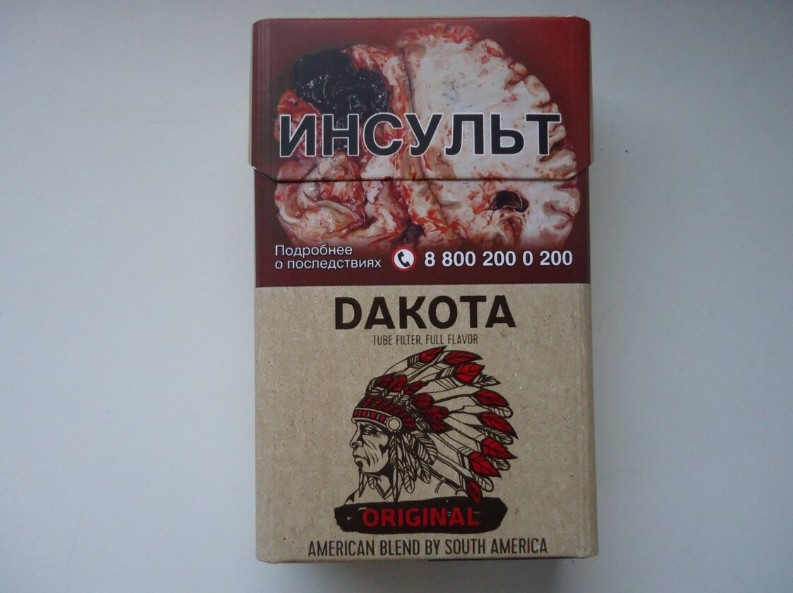 ИНСУЛЬТ
Подробнее
о последствиях
8 800 200 0 200
DAKOTA
TUBE FILTER, FULL FLAVOR
ORIGINAL
AMERICAN BLEND BY SOUTH AMERICA